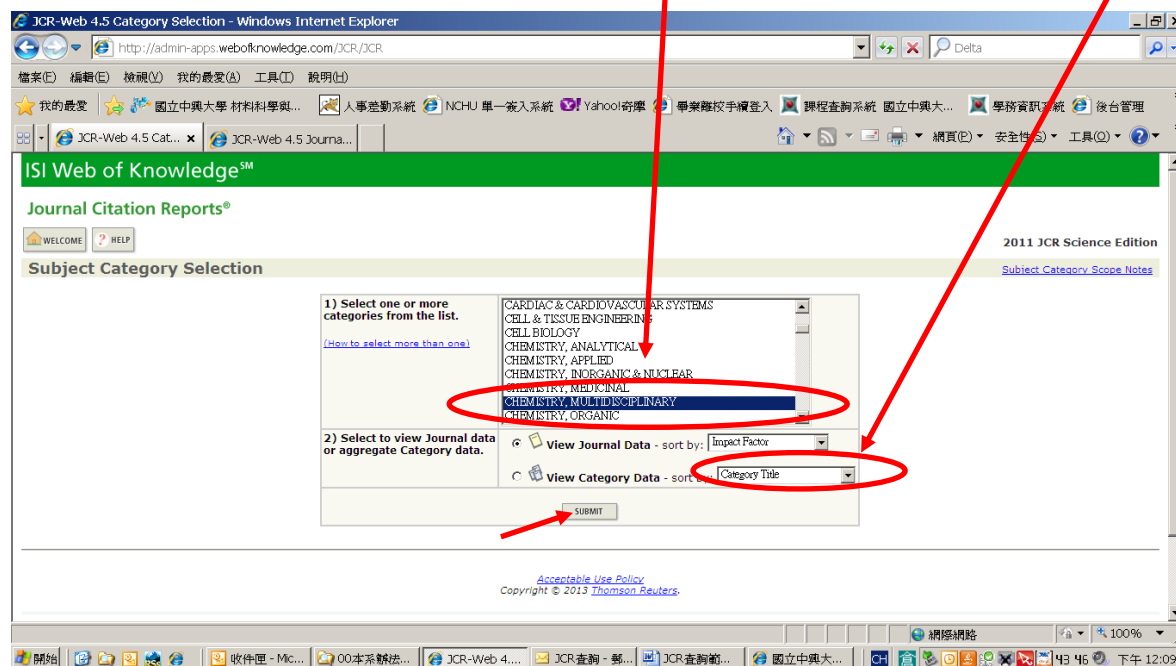 JCR-Web 4.5 Category Selection - Windows Internet Explorer
http://admin-apps.webofknowledge.com/JCR/JCR
Delta
檔案(F) 編輯(E) 檢視(V) 我的最愛(A) 工具(T) 說明(H)
我的最愛 國立中興大學 材料科學與... 人事差勤系統 NCHU 單一簽入系統 Yahoo!奇摩 畢業離校手續登入 課程查詢系統 國立中興大... 學務資訊系統 後台管理
JCR-Web 4.5 Cat... JCR-Web 4.5 Journa... 網頁(P) 安全性(S) 工具(O)
ISI Web of Knowledge℠
Journal Citation Reports®
WELCOME ? HELP
2011 JCR Science Edition
Subject Category Selection
Subject Category Scope Notes
1) Select one or more categories from the list.
(How to select more than one)
CARDIAC & CARDIOVASCULAR SYSTEMS
CELL & TISSUE ENGINEERING
CELL BIOLOGY
CHEMISTRY, ANALYTICAL
CHEMISTRY, APPLIED
CHEMISTRY, INORGANIC & NUCLEAR
CHEMISTRY, MEDICINAL
CHEMISTRY, MULTIDISCIPLINARY
CHEMISTRY, ORGANIC
2) Select to view Journal data or aggregate Category data.
View Journal Data - sort by: Impact Factor
View Category Data - sort by: Category Title
SUBMIT
Acceptable Use Policy
Copyright © 2013 Thomson Reuters.
網際網路 100%
開始 收件匣 - Mic... 00本系辦法... JCR-Web 4.... JCR查詢 - 郵... JCR查詢範... 國立中興大... CH 43 46 下午 12:09